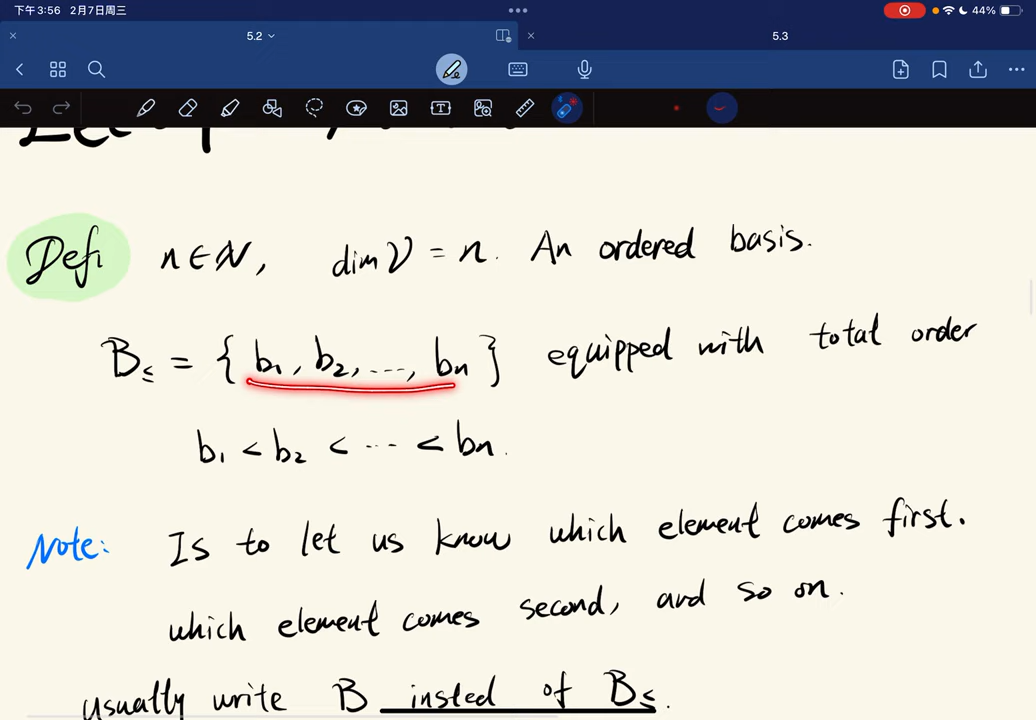 下午3:56 2月7日周三
44%
5.2
5.3
Defi n∈N, dim V = n. An ordered basis.
B≤ = { b1, b2, ..., bn } equipped with total order
b1 < b2 < ... < bn.
Note: Is to let us know which element comes first.
which element comes second, and so on.
usually write B insted of B≤.